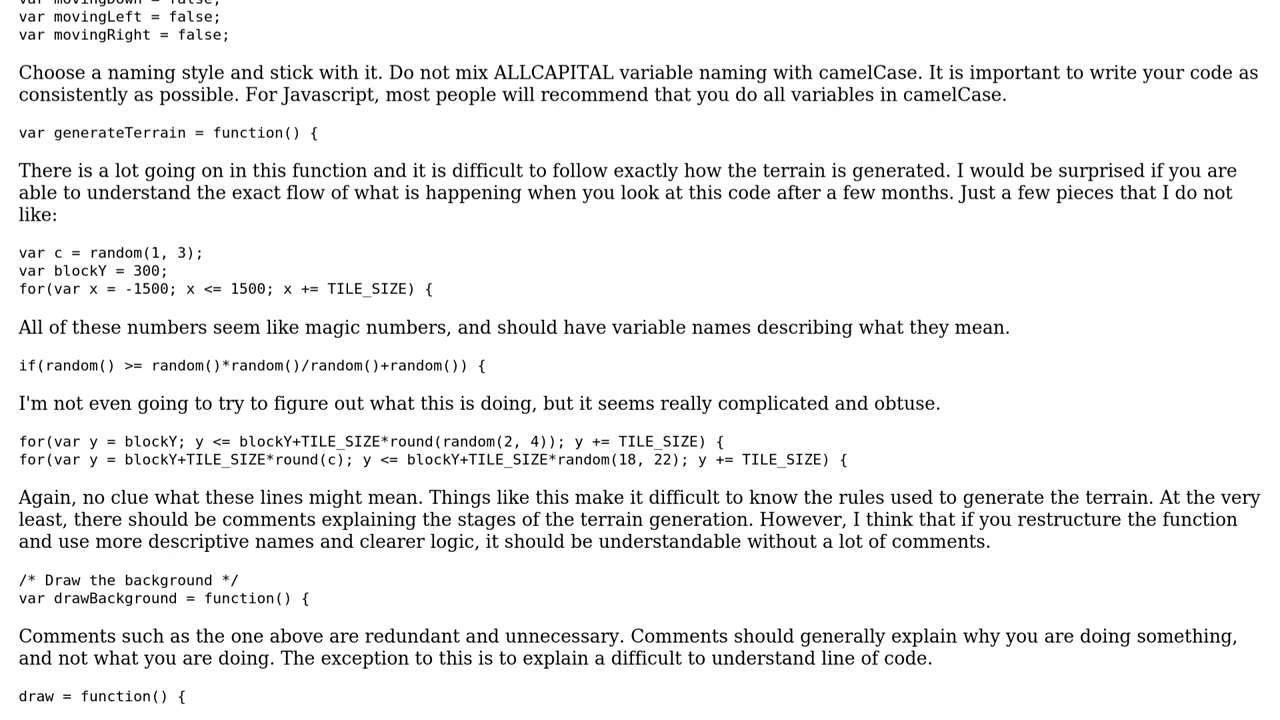 var movingDown = false;
var movingLeft = false;
var movingRight = false;
Choose a naming style and stick with it. Do not mix ALLCAPITAL variable naming with camelCase. It is important to write your code as
consistently as possible. For Javascript, most people will recommend that you do all variables in camelCase.
var generateTerrain = function() {
There is a lot going on in this function and it is difficult to follow exactly how the terrain is generated. I would be surprised if you are
able to understand the exact flow of what is happening when you look at this code after a few months. Just a few pieces that I do not
like:
var c = random(1, 3);
var blockY = 300;
for(var x = -1500; x <= 1500; x += TILE_SIZE) {
All of these numbers seem like magic numbers, and should have variable names describing what they mean.
if(random() >= random()*random()/random()+random()) {
I'm not even going to try to figure out what this is doing, but it seems really complicated and obtuse.
for(var y = blockY; y <= blockY+TILE_SIZE*round(random(2, 4)); y += TILE_SIZE) {
for(var y = blockY+TILE_SIZE*round(c); y <= blockY+TILE_SIZE*random(18, 22); y += TILE_SIZE) {
Again, no clue what these lines might mean. Things like this make it difficult to know the rules used to generate the terrain. At the very
least, there should be comments explaining the stages of the terrain generation. However, I think that if you restructure the function
and use more descriptive names and clearer logic, it should be understandable without a lot of comments.
/* Draw the background */
var drawBackground = function() {
Comments such as the one above are redundant and unnecessary. Comments should generally explain why you are doing something,
and not what you are doing. The exception to this is to explain a difficult to understand line of code.
draw = function() {